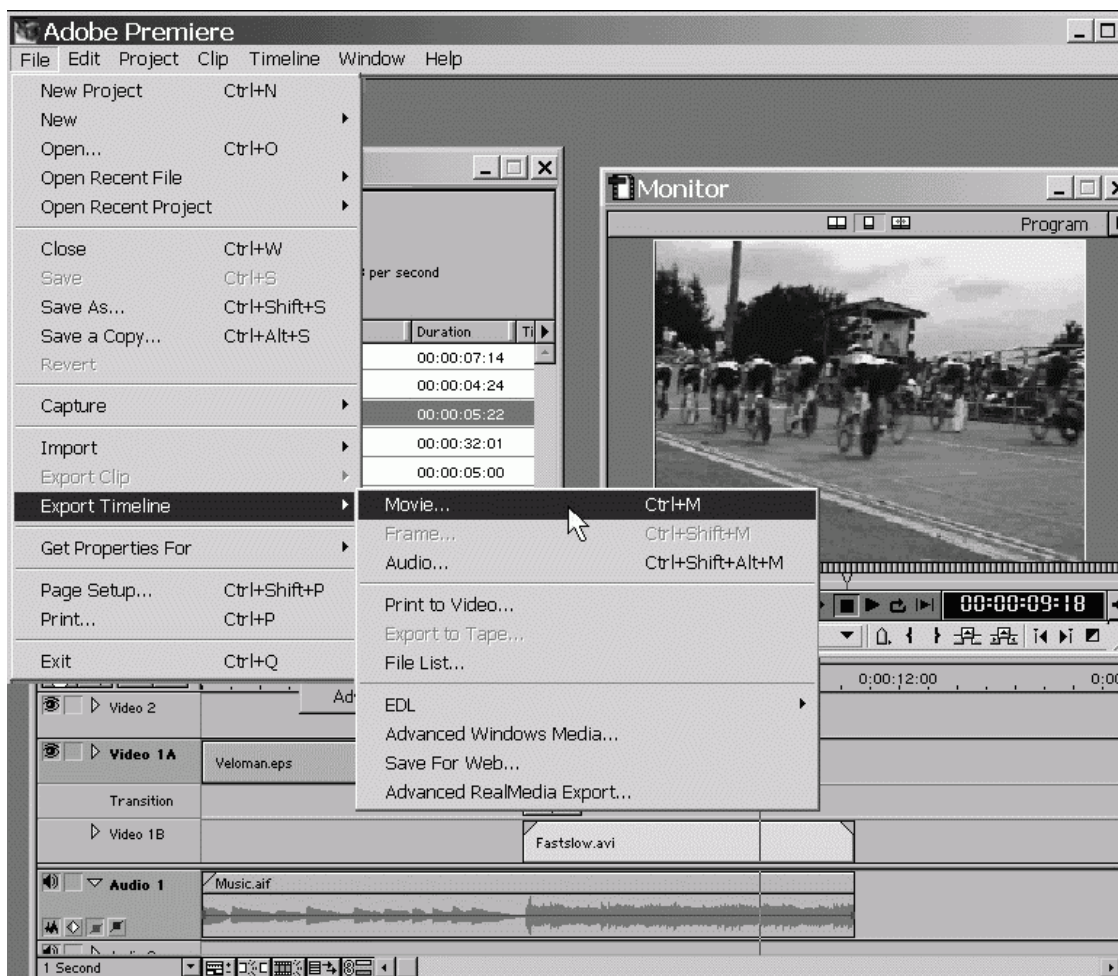 Adobe Premiere
File Edit Project Clip Timeline Window Help
New Project Ctrl+N
New
Open... Ctrl+O
Open Recent File
Open Recent Project
Close Ctrl+W
Save Ctrl+S
Save As... Ctrl+Shift+S
Save a Copy... Ctrl+Alt+S
Revert
Capture
Import
Export Clip
Export Timeline
Get Properties For
Page Setup... Ctrl+Shift+P
Print... Ctrl+P
Exit Ctrl+Q
per second
Duration Ti
00:00:07:14
00:00:04:24
00:00:05:22
00:00:32:01
00:00:05:00
Monitor
Program
Movie... Ctrl+M
Frame... Ctrl+Shift+M
Audio... Ctrl+Shift+Alt+M
Print to Video...
Export to Tape...
File List...
EDL
Advanced Windows Media...
Save For Web...
Advanced RealMedia Export...
00:00:09:18
0:00:12:00 0:00
Video 2
Ad
Video 1A Veloman.eps
Transition
Video 1B Fastslow.avi
Audio 1 Music.aif
1 Second